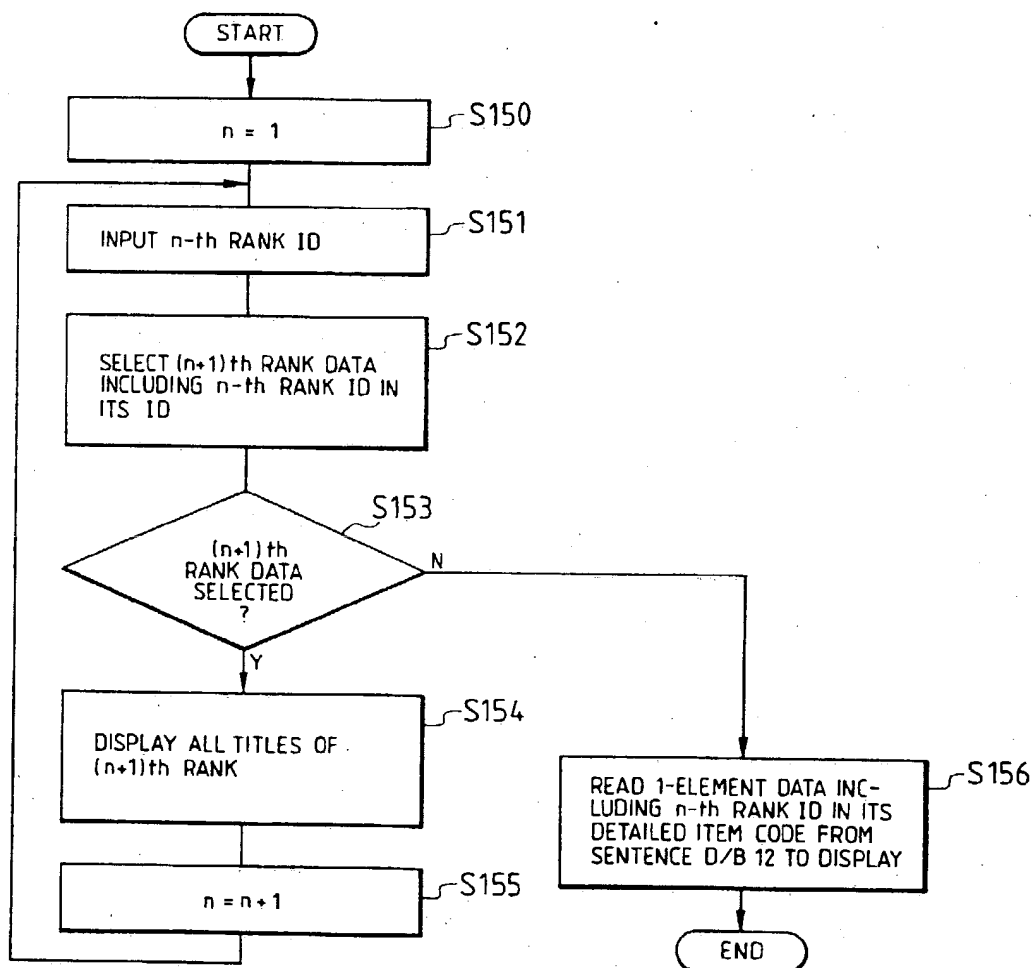 START
n = 1
S150
INPUT n-th RANK ID
S151
SELECT (n+1)th RANK DATA
INCLUDING n-th RANK ID IN
ITS ID
S152
(n+1)th
RANK DATA
SELECTED
?
S153
N
Y
DISPLAY ALL TITLES OF
(n+1)th RANK
S154
n = n+1
S155
READ 1-ELEMENT DATA INC-
LUDING n-th RANK ID IN ITS
DETAILED ITEM CODE FROM
SENTENCE D/B 12 TO DISPLAY
S156
END